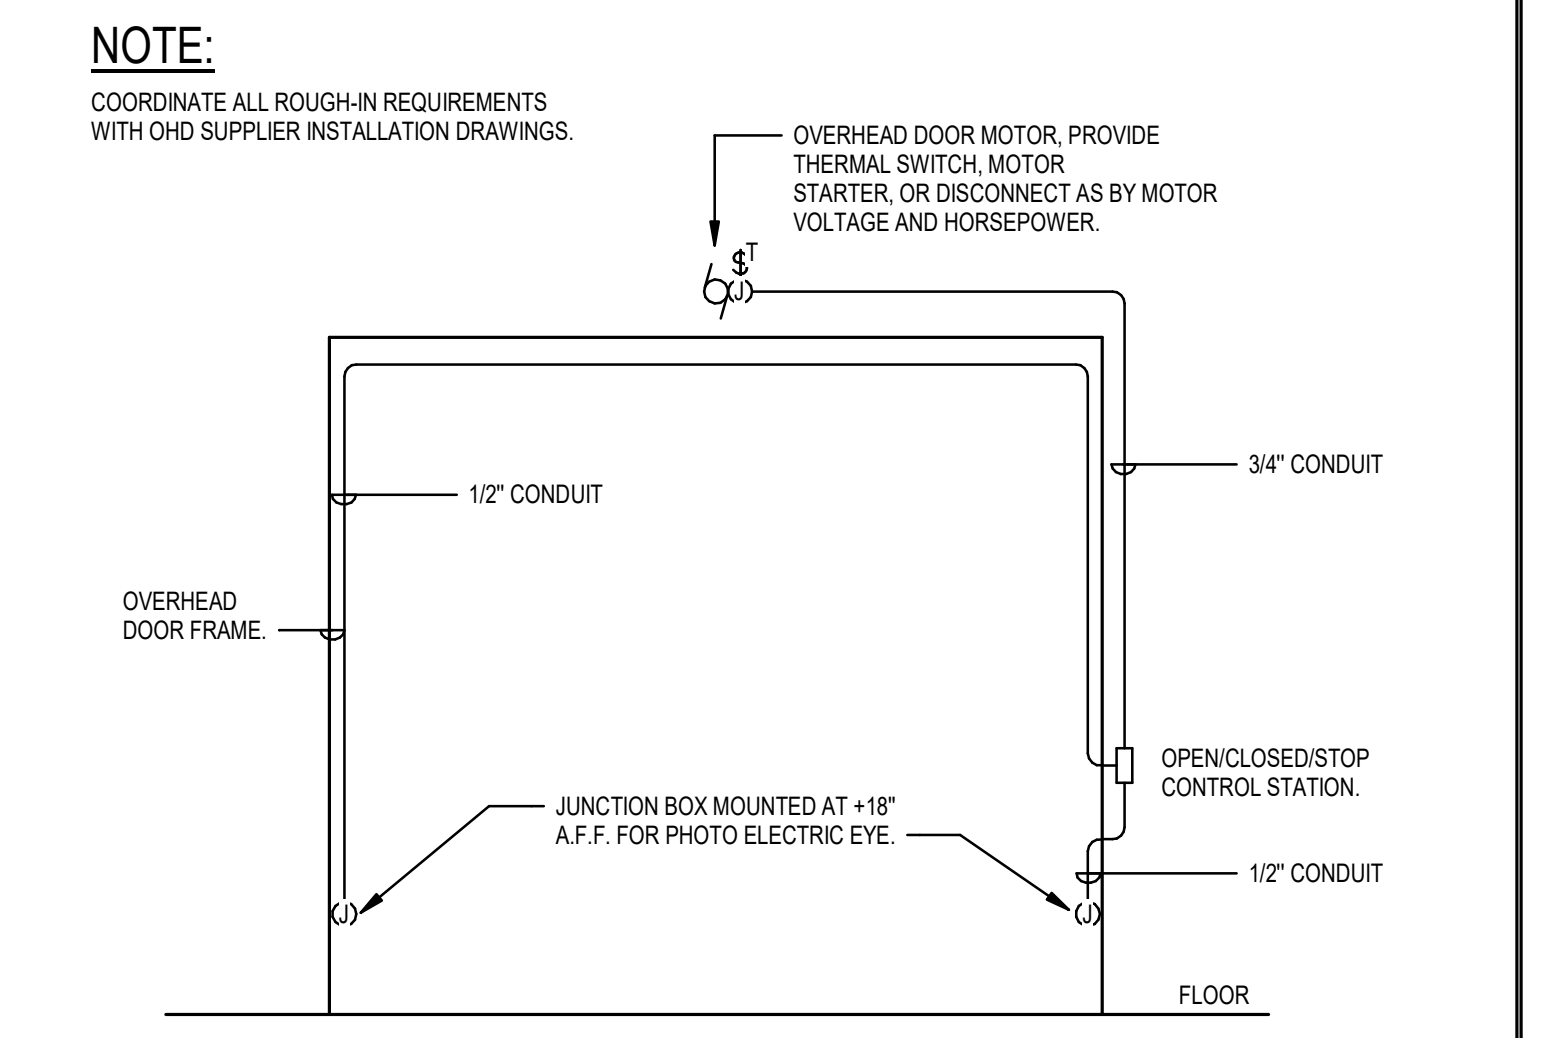 NOTE:
COORDINATE ALL ROUGH-IN REQUIREMENTS
WITH OHD SUPPLIER INSTALLATION DRAWINGS.
OVERHEAD DOOR MOTOR, PROVIDE
THERMAL SWITCH, MOTOR
STARTER, OR DISCONNECT AS BY MOTOR
VOLTAGE AND HORSEPOWER.
$T
J
3/4" CONDUIT
1/2" CONDUIT
OVERHEAD
DOOR FRAME.
OPEN/CLOSED/STOP
CONTROL STATION.
JUNCTION BOX MOUNTED AT +18"
A.F.F. FOR PHOTO ELECTRIC EYE.
1/2" CONDUIT
J
J
FLOOR